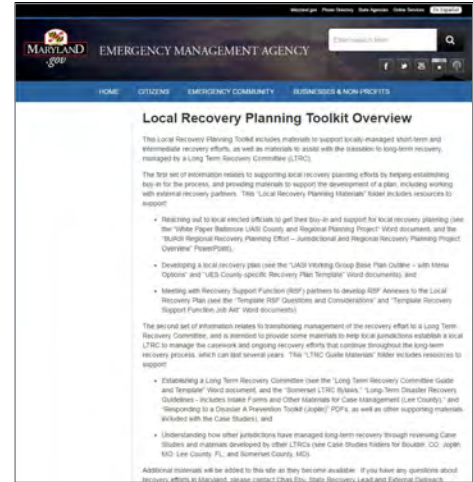 Maryland.gov Phone Directory State Agencies Online Services En Español
MARYLAND
.gov
EMERGENCY MANAGEMENT AGENCY
HOME CITIZENS EMERGENCY COMMUNITY BUSINESSES & NON-PROFITS
Local Recovery Planning Toolkit Overview
This Local Recovery Planning Toolkit includes materials to support locally-managed short-term and
intermediate recovery efforts, as well as materials to assist with the transition to long-term recovery,
managed by a Long Term Recovery Committee (LTRC).
The first set of information relates to supporting local recovery planning efforts by helping establishing
buy-in for the process, and providing materials to support the development of a plan, including working
with external recovery partners. This "Local Recovery Planning Materials" folder includes resources to
support:
• Reaching out to local elected officials to get their buy-in and support for local recovery planning (see
the "White Paper Baltimore UASI County and Regional Planning Project" Word document, and the
"BUASI Regional Recovery Planning Effort – Jurisdictional and Regional Recovery Planning Project
Overview" PowerPoint),
• Developing a local recovery plan (see the "UASI Working Group Base Plan Outline – with Menu
Options" and "UES County-specific Recovery Plan Template" Word documents), and
• Meeting with Recovery Support Function (RSF) partners to develop RSF Annexes to the Local
Recovery Plan (see the "Template RSF Questions and Considerations" and "Template Recovery
Support Function Job Aid" Word documents)
The second set of information relates to transitioning management of the recovery effort to a Long Term
Recovery Committee, and is intended to provide some materials to help local jurisdictions establish a local
LTRC to manage the casework and ongoing recovery efforts that continue throughout the long-term
recovery process, which can last several years. This "LTRC Guide Materials" folder includes resources to
support:
• Establishing a Long Term Recovery Committee (see the "Long Term Recovery Committee Guide
and Template" Word document, and the "Somerset LTRC Bylaws," "Long-Term Disaster Recovery
Guidelines - includes Intake Forms and Other Materials for Case Management (Lee County)," and
"Responding to a Disaster A Prevention Toolkit (Joplin)" PDFs, as well as other supporting materials
included with the Case Studies), and
• Understanding how other jurisdictions have managed long-term recovery through reviewing Case
Studies and materials developed by other LTRCs (see Case Studies folders for Boulder, CO; Joplin,
MO; Lee County, FL; and Somerset County, MD).
Additional materials will be added to this site as they become available. If you have any questions about
recovery efforts in Maryland, please contact Chas Eby, State Recovery Lead and External Outreach